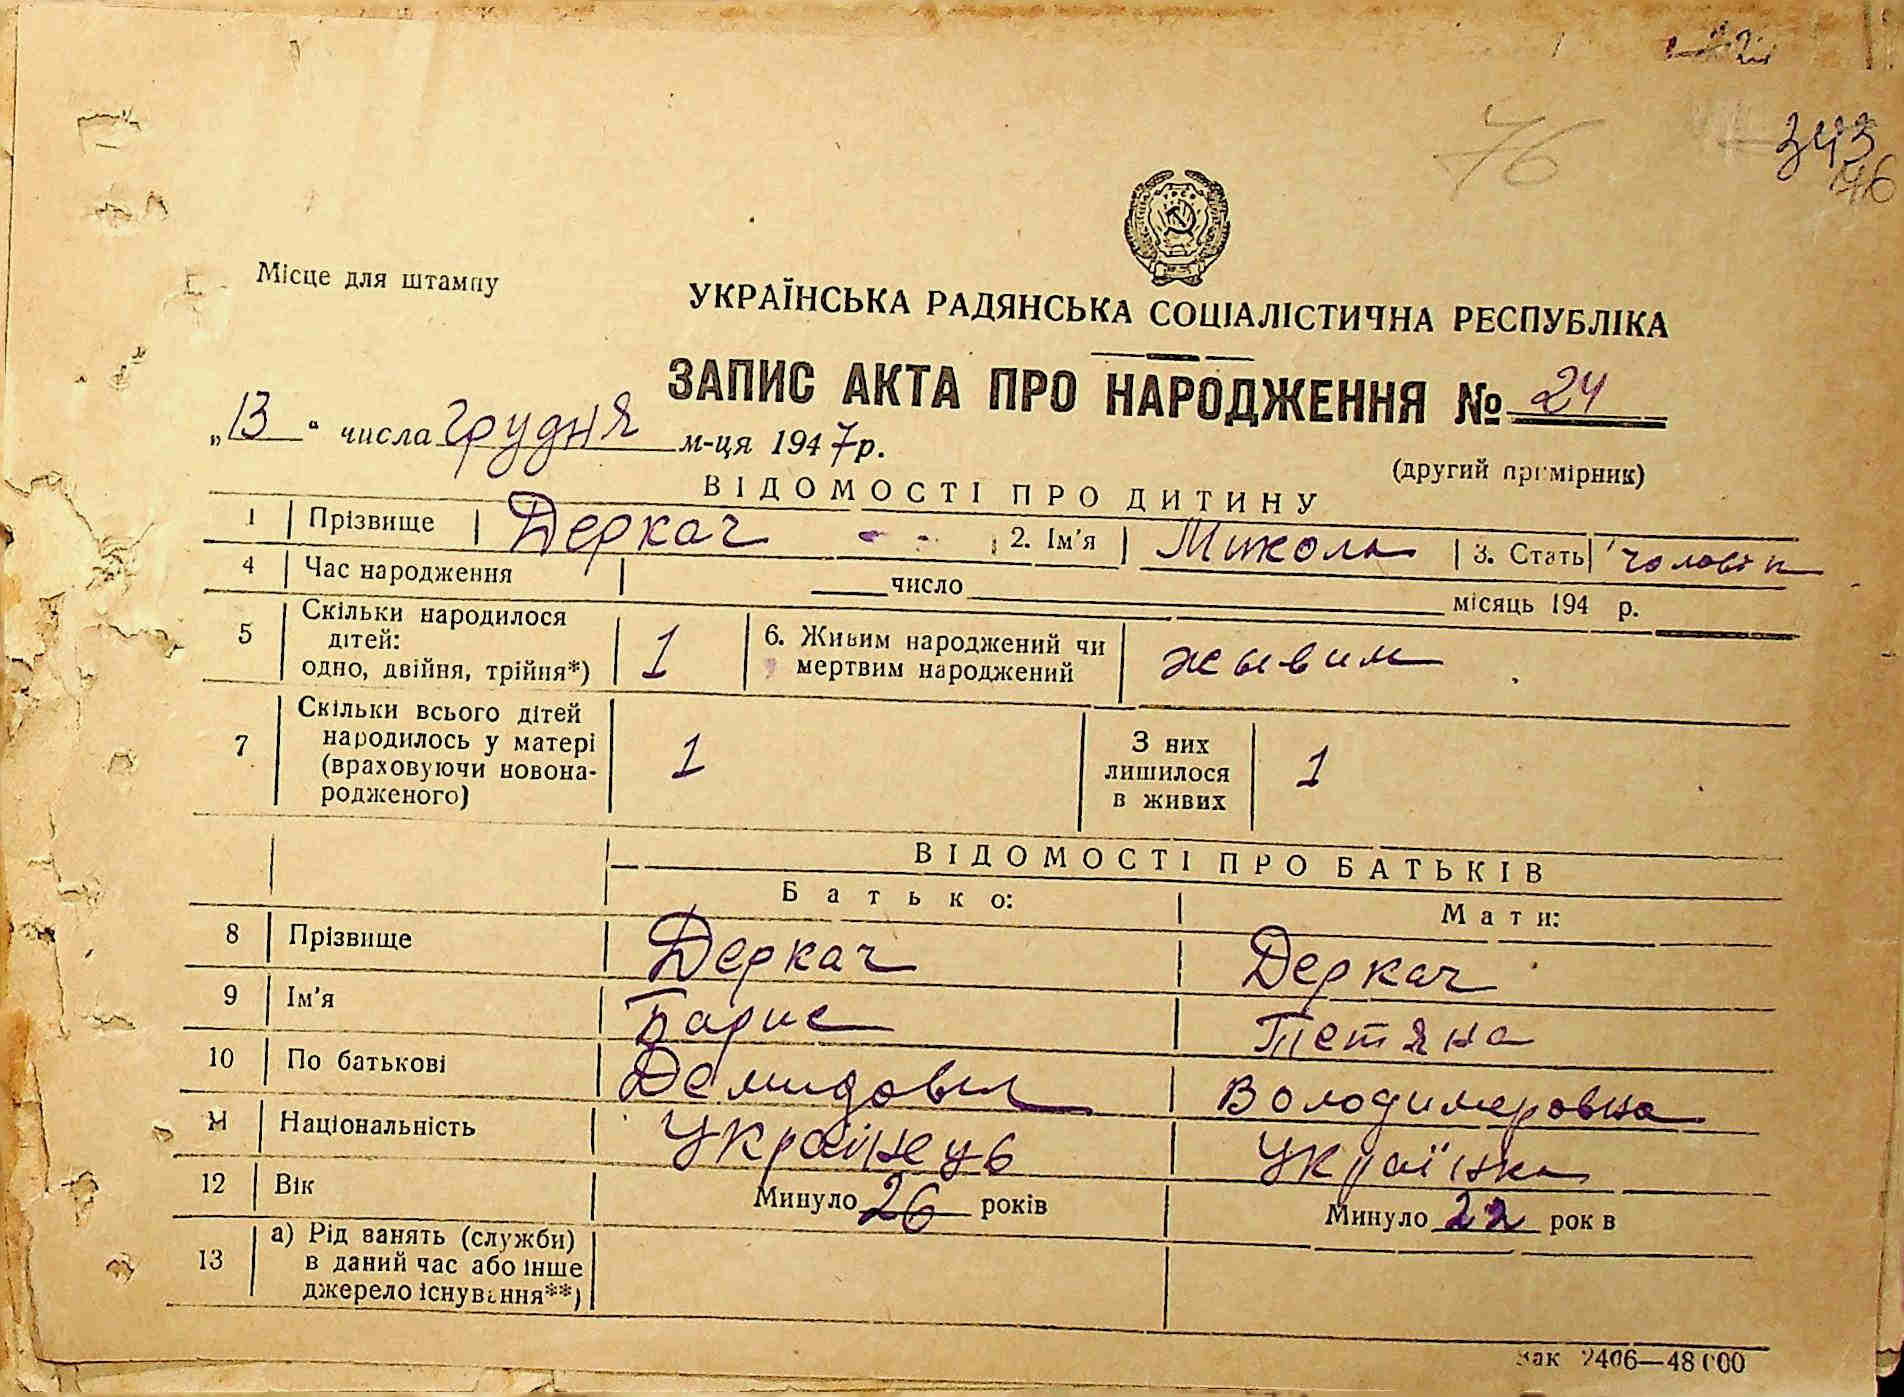 76
343
46
Місце для штампу
УКРАЇНСЬКА РАДЯНСЬКА СОЦІАЛІСТИЧНА РЕСПУБЛІКА
ЗАПИС АКТА ПРО НАРОДЖЕННЯ № 24
„13“ числа грудня м-ця 1947 р.
(другий примірник)
ВІДОМОСТІ ПРО ДИТИНУ
1 Прізвище Деркач 2. Ім'я Микола 3. Стать чоловік
4 Час народження число місяць 194 р.
5 Скільки народилося дітей: одно, двійня, трійня*) 1 6. Живим народжений чи мертвим народжений живим
7 Скільки всього дітей народилось у матері (враховуючи новонародженого) 1 З них лишилося в живих 1
ВІДОМОСТІ ПРО БАТЬКІВ
Батько: Мати:
8 Прізвище Деркач Деркач
9 Ім'я Барис Тетяна
10 По батькові Демидович Володимеровна
11 Національність Українець Українка
12 Вік Минуло 26 років Минуло 22 років
13 а) Рід занять (служби) в даний час або інше джерело існування**)
Зак 2406—48000